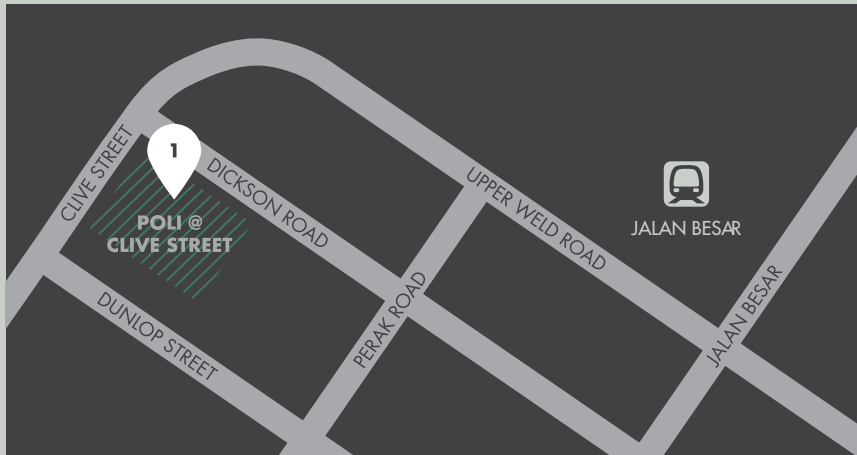 1
CLIVE STREET
POLI @
CLIVE STREET
DICKSON ROAD
UPPER WELD ROAD
JALAN BESAR
DUNLOP STREET
PERAK ROAD
JALAN BESAR